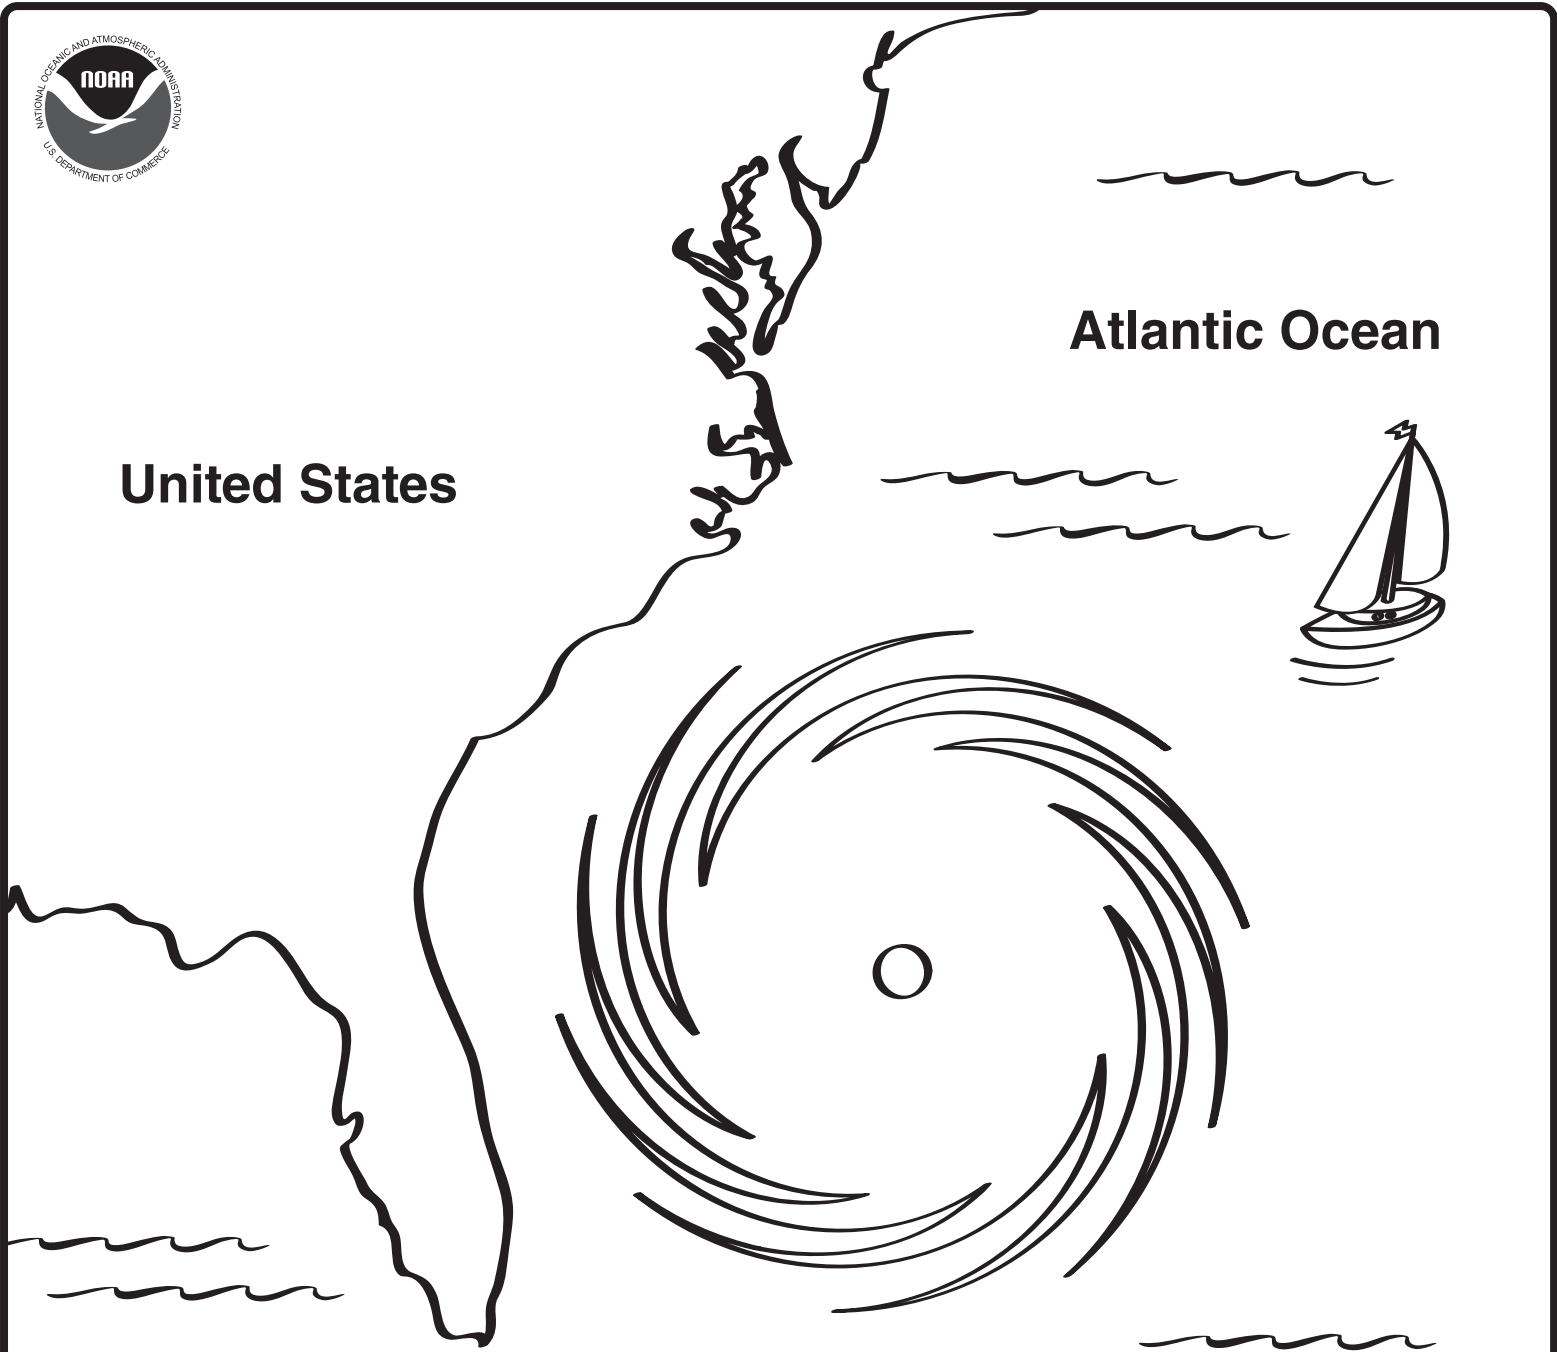 NATIONAL OCEANIC AND ATMOSPHERIC ADMINISTRATION
NOAA
U.S. DEPARTMENT OF COMMERCE
Atlantic Ocean
United States